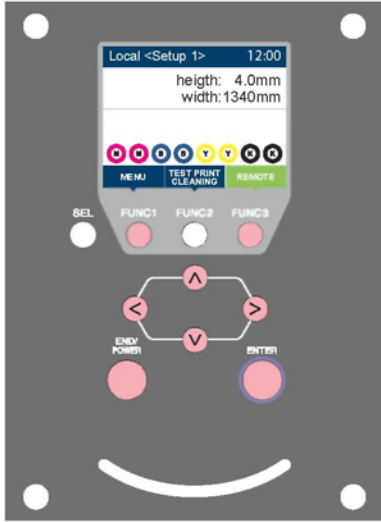 Local <Setup 1> 12:00
heigth: 4.0mm
width:1340mm
M M B B Y Y K K
MENU TEST PRINT CLEANING REMOTE
SEL FUNC1 FUNC2 FUNC3
END/
POWER
ENTER